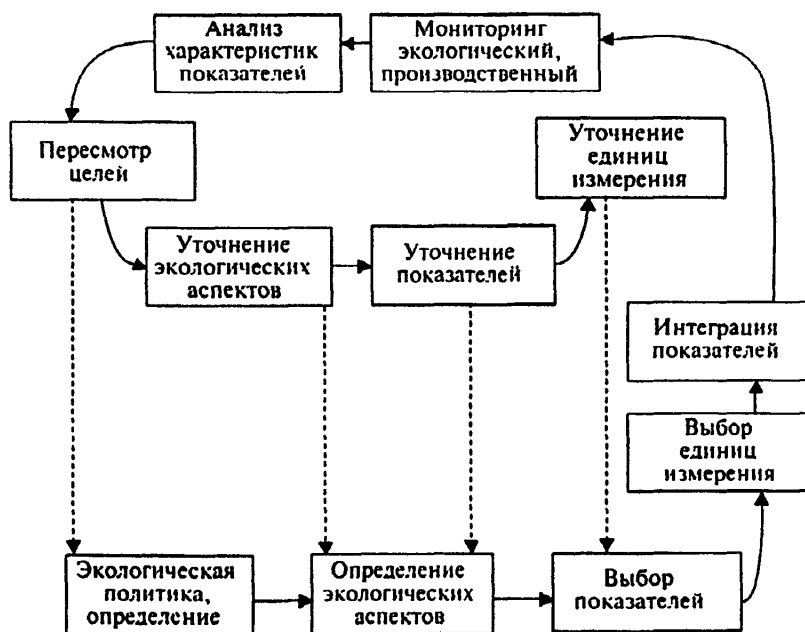 Анализ
характеристик
показателей
Мониторинг
экологический,
производственный
Пересмотр
целей
Уточнение
единиц
измерения
Уточнение
экологических
аспектов
Уточнение
показателей
Интеграция
показателей
Выбор
единиц
измерения
Экологическая
политика,
определение
Определение
экологических
аспектов
Выбор
показателей